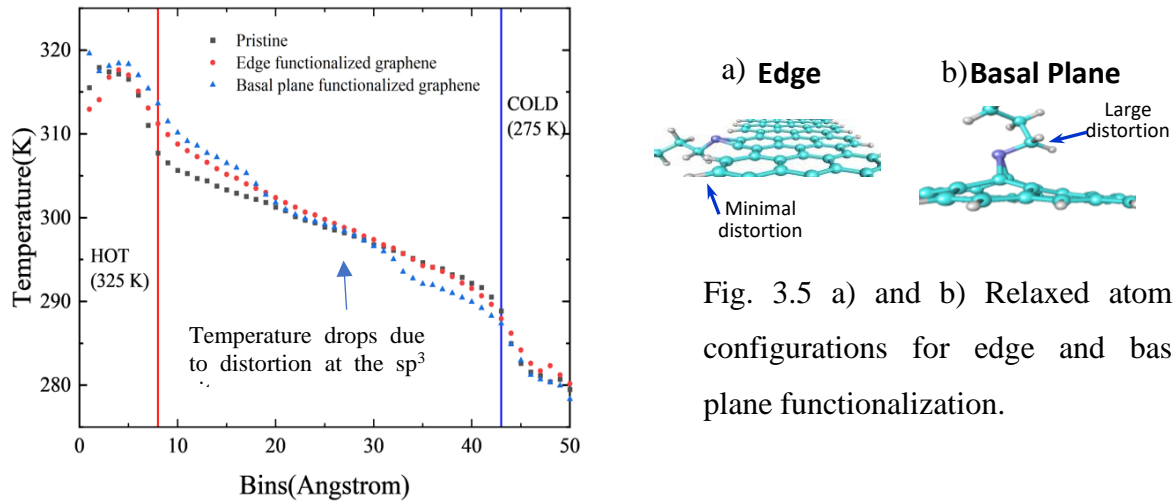 Pristine
Edge functionalized graphene
Basal plane functionalized graphene
COLD
(275 K)
HOT
(325 K)
Temperature drops due
to distortion at the sp³
320
310
300
290
280
0
10
20
30
40
50
Temperature(K)
Bins(Angstrom)
a) Edge
Minimal
distortion
b) Basal Plane
Large
distortion
Fig. 3.5 a) and b) Relaxed atom
configurations for edge and bas
plane functionalization.